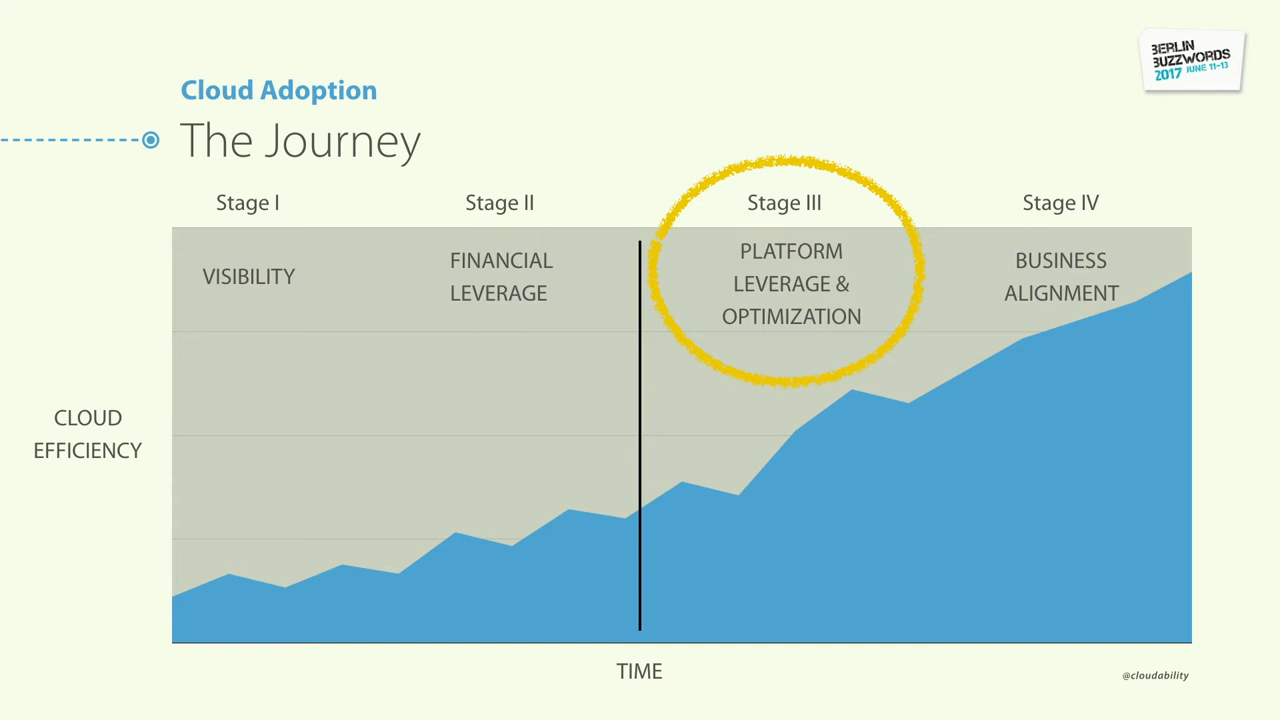 BERLIN
BUZZWORDS
2017 JUNE 11-13
Cloud Adoption
The Journey
Stage I
Stage II
Stage III
Stage IV
VISIBILITY
FINANCIAL
LEVERAGE
PLATFORM
LEVERAGE &
OPTIMIZATION
BUSINESS
ALIGNMENT
CLOUD
EFFICIENCY
TIME
@cloudability